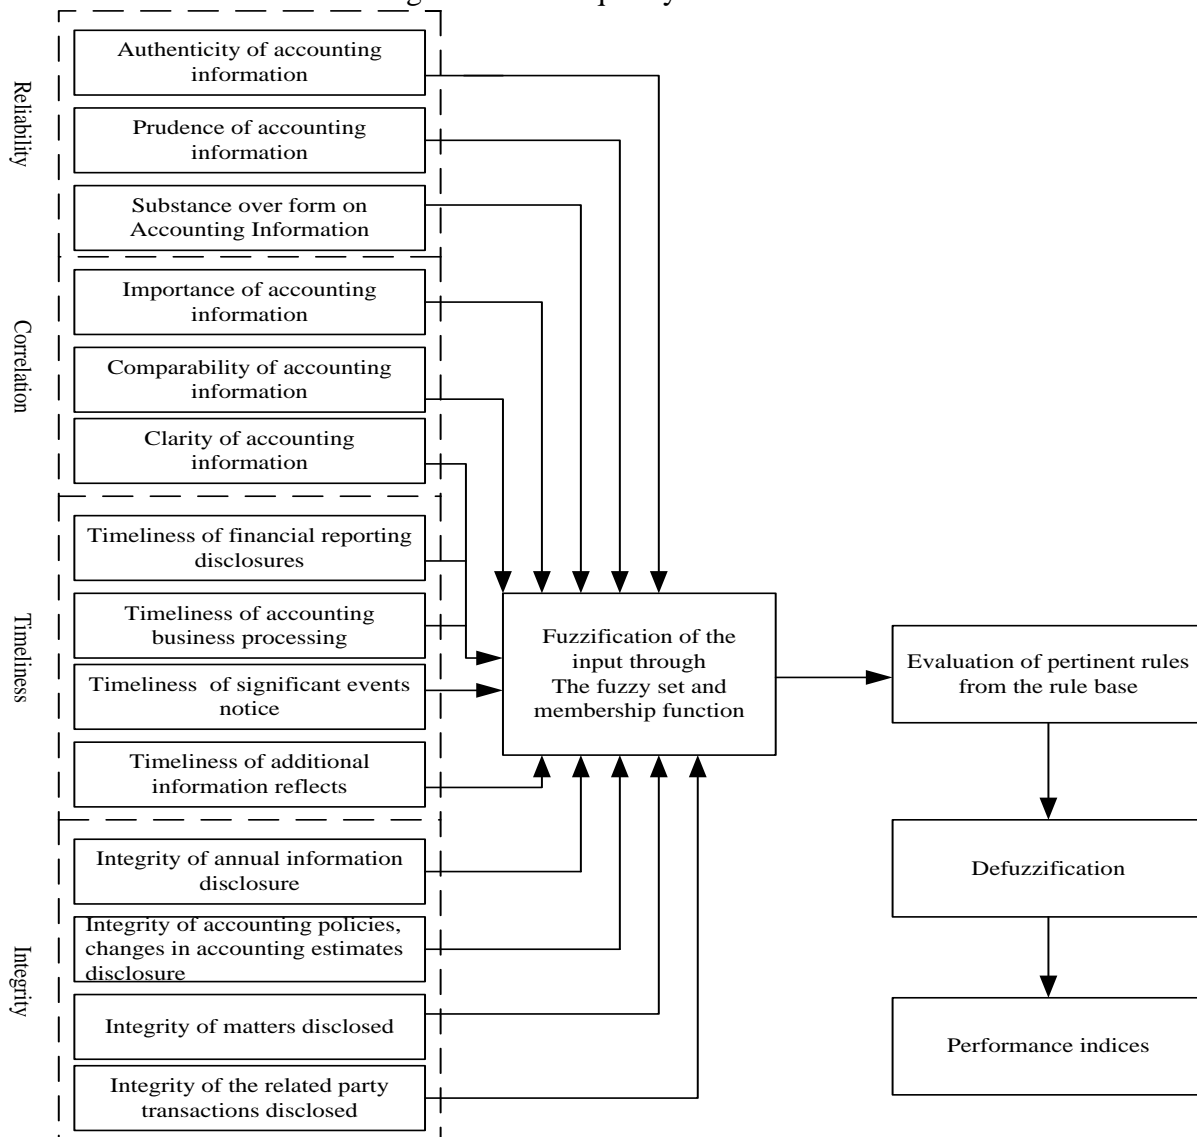 Reliability
Authenticity of accounting
information
Prudence of accounting
information
Substance over form on
Accounting Information
Correlation
Importance of accounting
information
Comparability of accounting
information
Clarity of accounting
information
Timeliness
Timeliness of financial reporting
disclosures
Timeliness of accounting
business processing
Timeliness of significant events
notice
Timeliness of additional
information reflects
Integrity
Integrity of annual information
disclosure
Integrity of accounting policies,
changes in accounting estimates
disclosure
Integrity of matters disclosed
Integrity of the related party
transactions disclosed
Fuzzification of the
input through
The fuzzy set and
membership function
Evaluation of pertinent rules
from the rule base
Defuzzification
Performance indices